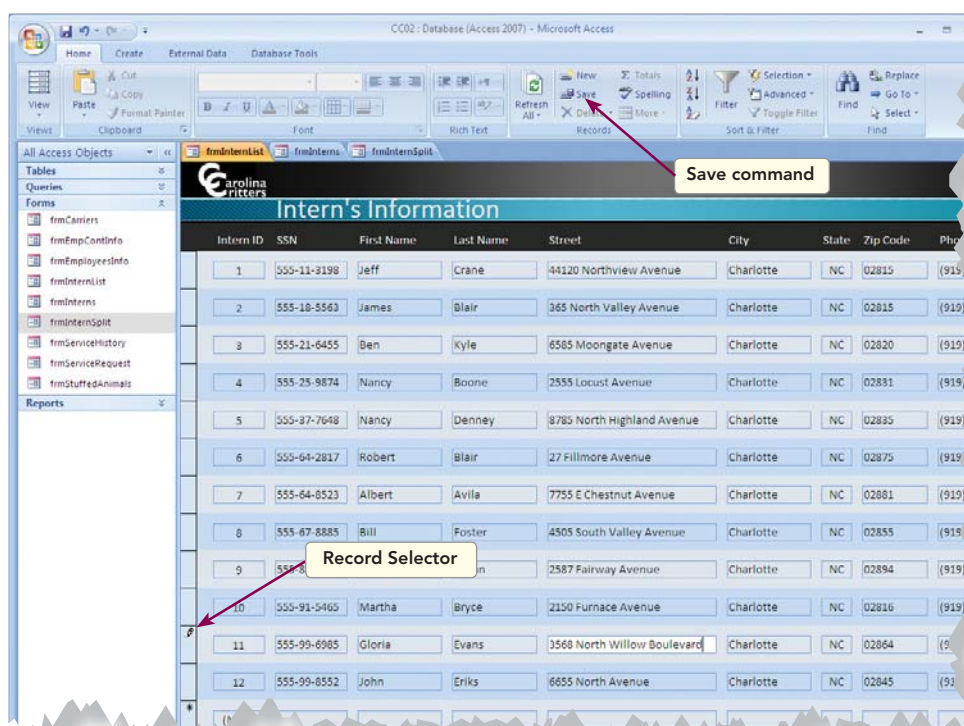 CC02 : Database (Access 2007) - Microsoft Access
Home Create External Data Database Tools
View Paste Cut Copy Format Painter
B I U
Refresh All New Save Delete Totals Spelling More
Filter Selection Advanced Toggle Filter
Find Replace Go To Select
Views Clipboard Font Rich Text Records Sort & Filter Find
All Access Objects
frmInternList frmInterns frmInternSplit
Save command
Tables
Queries
Forms
frmCarriers
frmEmpContInfo
frmEmployeesInfo
frmInternList
frmInterns
frmInternSplit
frmServiceHistory
frmServiceRequest
frmStuffedAnimals
Reports
Carolina
Critters
Intern's Information
Intern ID SSN First Name Last Name Street City State Zip Code
1 555-11-3198 Jeff Crane 44120 Northview Avenue Charlotte NC 02815 (919
2 555-18-5563 James Blair 365 North Valley Avenue Charlotte NC 02815 (919)
3 555-21-6455 Ben Kyle 6585 Moongate Avenue Charlotte NC 02820 (919
4 555-25-9874 Nancy Boone 2555 Locust Avenue Charlotte NC 02831 (919
5 555-37-7648 Nancy Denney 8785 North Highland Avenue Charlotte NC 02835 (919)
6 555-64-2817 Robert Blair 27 Fillmore Avenue Charlotte NC 02875 (919)
7 555-64-8523 Albert Avila 7755 E Chestnut Avenue Charlotte NC 02881 (919)
8 555-67-8885 Bill Foster 4505 South Valley Avenue Charlotte NC 02855 (919
Record Selector
9 2587 Fairway Avenue Charlotte NC 02894 (919)
10 555-91-5465 Martha Bryce 2150 Furnace Avenue Charlotte NC 02816 (919)
11 555-99-6985 Gloria Evans 3568 North Willow Boulevard Charlotte NC 02864
12 555-99-8552 John Eriks 6655 North Avenue Charlotte NC 02845